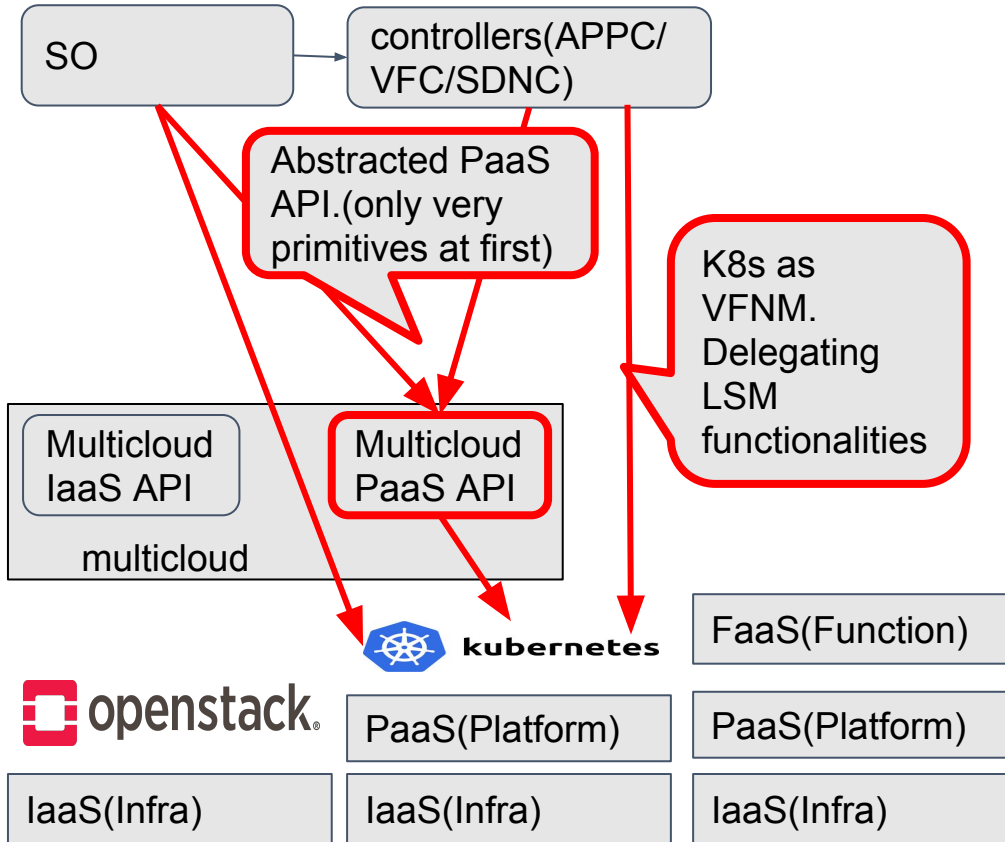 SO
controllers(APPC/
VFC/SDNC)
Abstracted PaaS
API.(only very
primitives at first)
K8s as
VFNM.
Delegating
LSM
functionalities
Multicloud
IaaS API
Multicloud
PaaS API
multicloud
kubernetes
FaaS(Function)
openstack®
PaaS(Platform)
PaaS(Platform)
IaaS(Infra)
IaaS(Infra)
IaaS(Infra)